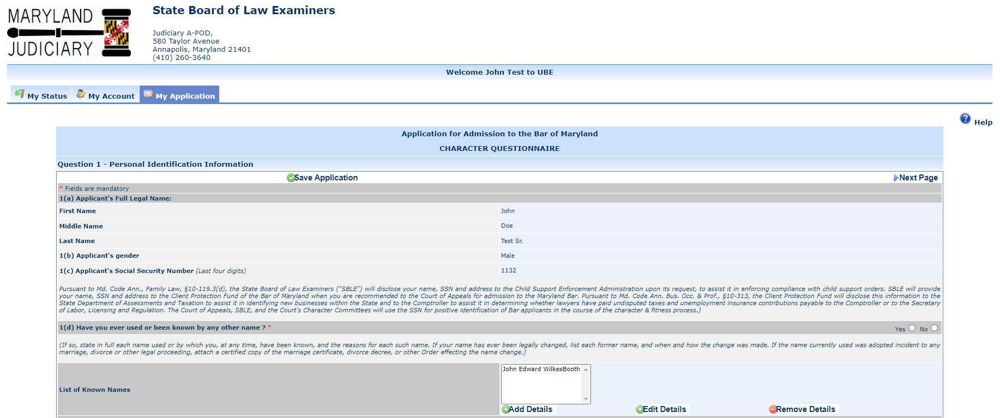 MARYLAND
JUDICIARY
State Board of Law Examiners
Judiciary A-POD,
580 Taylor Avenue
Annapolis, Maryland 21401
(410) 260-3640
Welcome John Test to UBE
My Status My Account My Application
? Help
Application for Admission to the Bar of Maryland
CHARACTER QUESTIONNAIRE
Question 1 - Personal Identification Information
Save Application Next Page
* Fields are mandatory
1(a) Applicant's Full Legal Name:
First Name John
Middle Name Doe
Last Name Test Sr.
1(b) Applicant's gender Male
1(c) Applicant's Social Security Number (Last four digits) 1132
Pursuant to Md. Code Ann., Family Law, §10-119.3(d), the State Board of Law Examiners ("SBLE") will disclose your name, SSN and address to the Child Support Enforcement Administration upon its request, to assist it in enforcing compliance with child support orders. SBLE will provide
your name, SSN and address to the Client Protection Fund of the Bar of Maryland when you are recommended to the Court of Appeals for admission to the Maryland Bar. Pursuant to Md. Code Ann. Bus. Occ. & Prof., §10-313, the Client Protection Fund will disclose this information to the
State Department of Assessments and Taxation to assist it in identifying new businesses within the State and to the Comptroller to assist it in determining whether lawyers have paid undisputed taxes and unemployment insurance contributions payable to the Comptroller or to the Secretary
of Labor, Licensing and Regulation. The Court of Appeals, SBLE, and the Court's Character Committees will use the SSN for positive identification of Bar applicants in the course of the character & fitness process.)
1(d) Have you ever used or been known by any other name ? * Yes No
(If so, state in full each name used or by which you, at any time, have been known, and the reasons for each such name. If your name has ever been legally changed, list each former name, and when and how the change was made. If the name currently used was adopted incident to any
marriage, divorce or other legal proceeding, attach a certified copy of the marriage certificate, divorce decree, or other Order effecting the name change.)
John Edward WilkesBooth
List of Known Names
Add Details Edit Details Remove Details